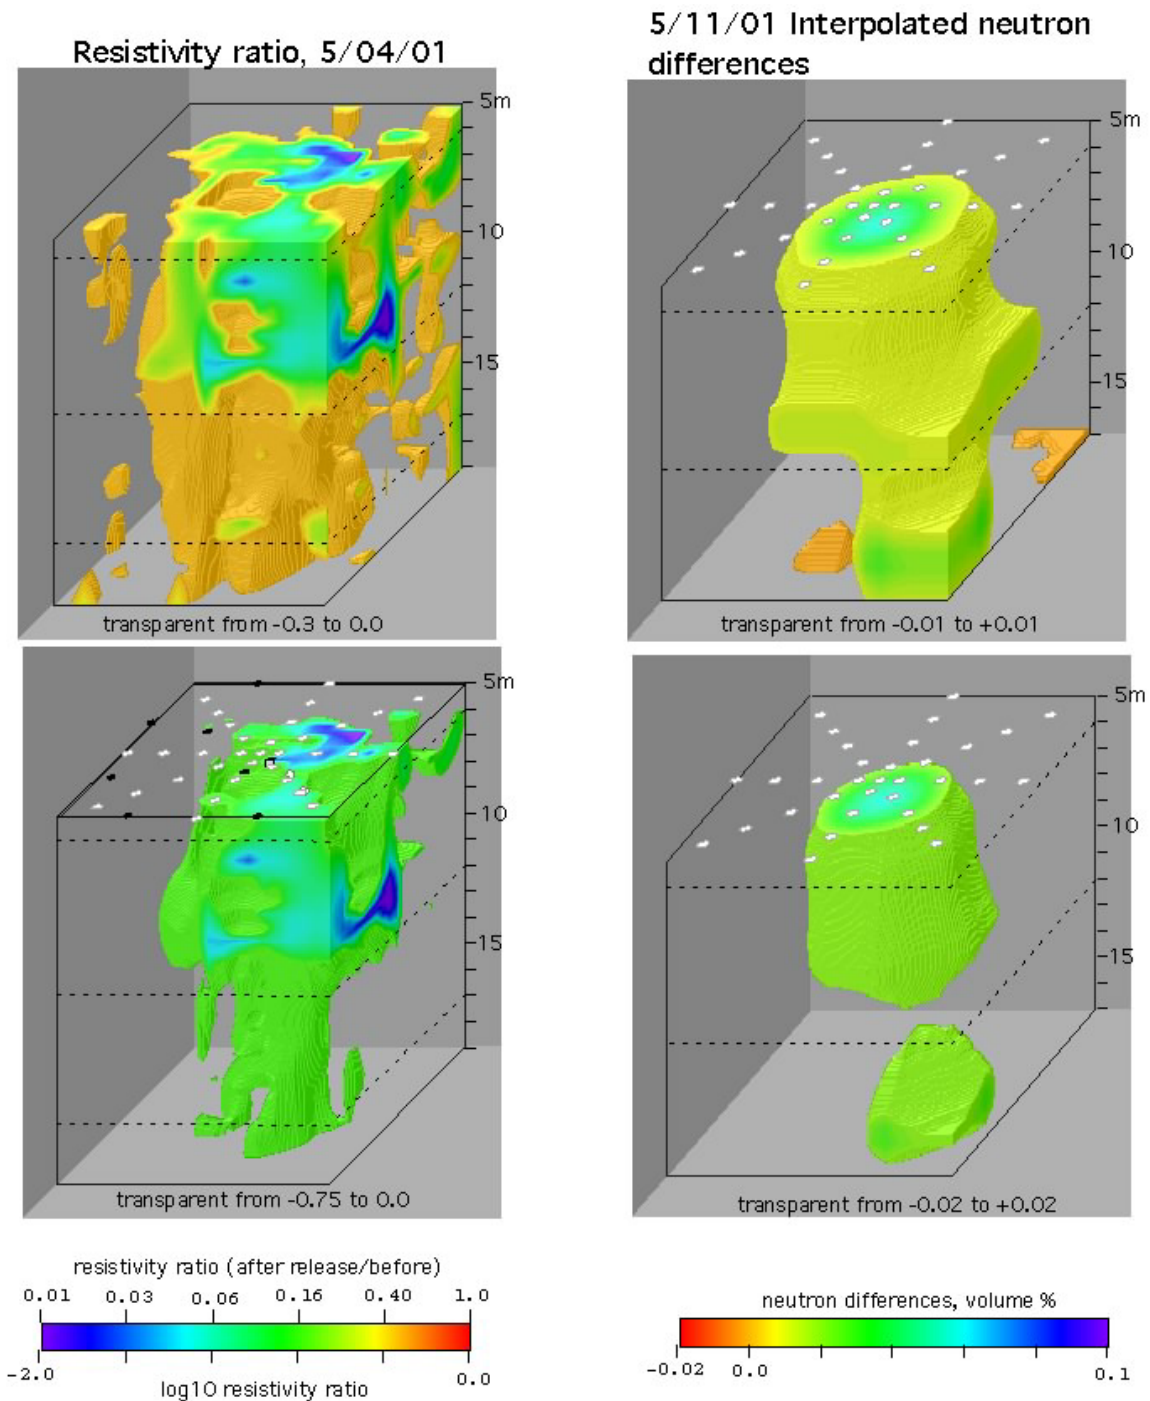 Resistivity ratio, 5/04/01
5/11/01 Interpolated neutron
differences
5m
10
15
transparent from -0.3 to 0.0
5m
10
15
transparent from -0.01 to +0.01
5m
10
15
transparent from -0.75 to 0.0
5m
10
15
transparent from -0.02 to +0.02
resistivity ratio (after release/before)
0.01 0.03 0.06 0.16 0.40 1.0
-2.0 0.0
log10 resistivity ratio
neutron differences, volume %
-0.02 0.0 0.1